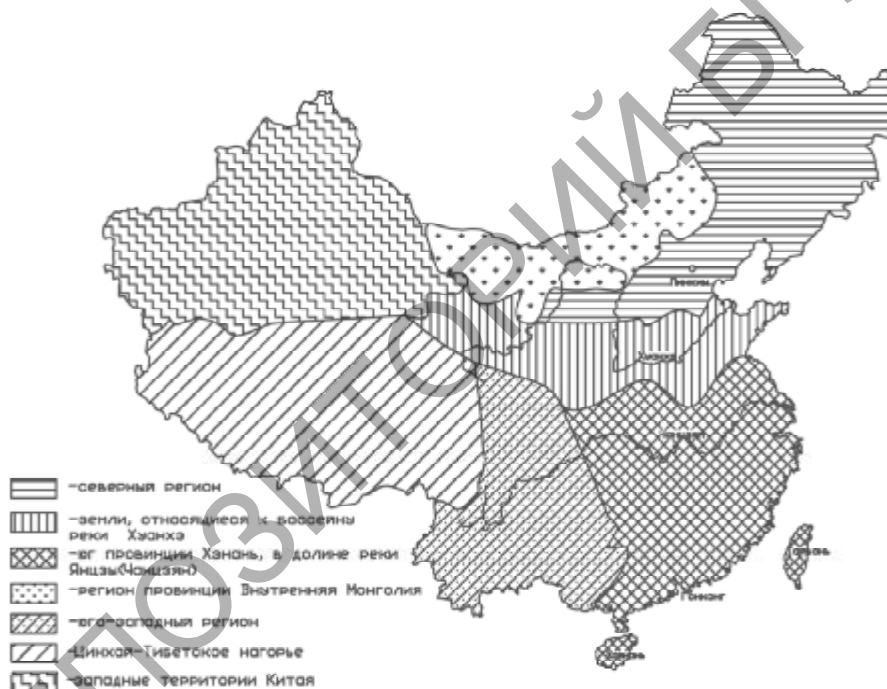 ПОЗИТОРИЙ БГ
Пекин
Хуанхэ
Тайвань
Гонконг
Хайнань
-северный регион
-земли, относящиеся к бассейну
реки Хуанхэ
-юг провинции Хэнань, в долине реки
Янцзы(Чанцзян)
-регион провинции Внутренняя Монголия
-юго-западный регион
-Цинхай-Тибетское нагорье
-западные территории Китая